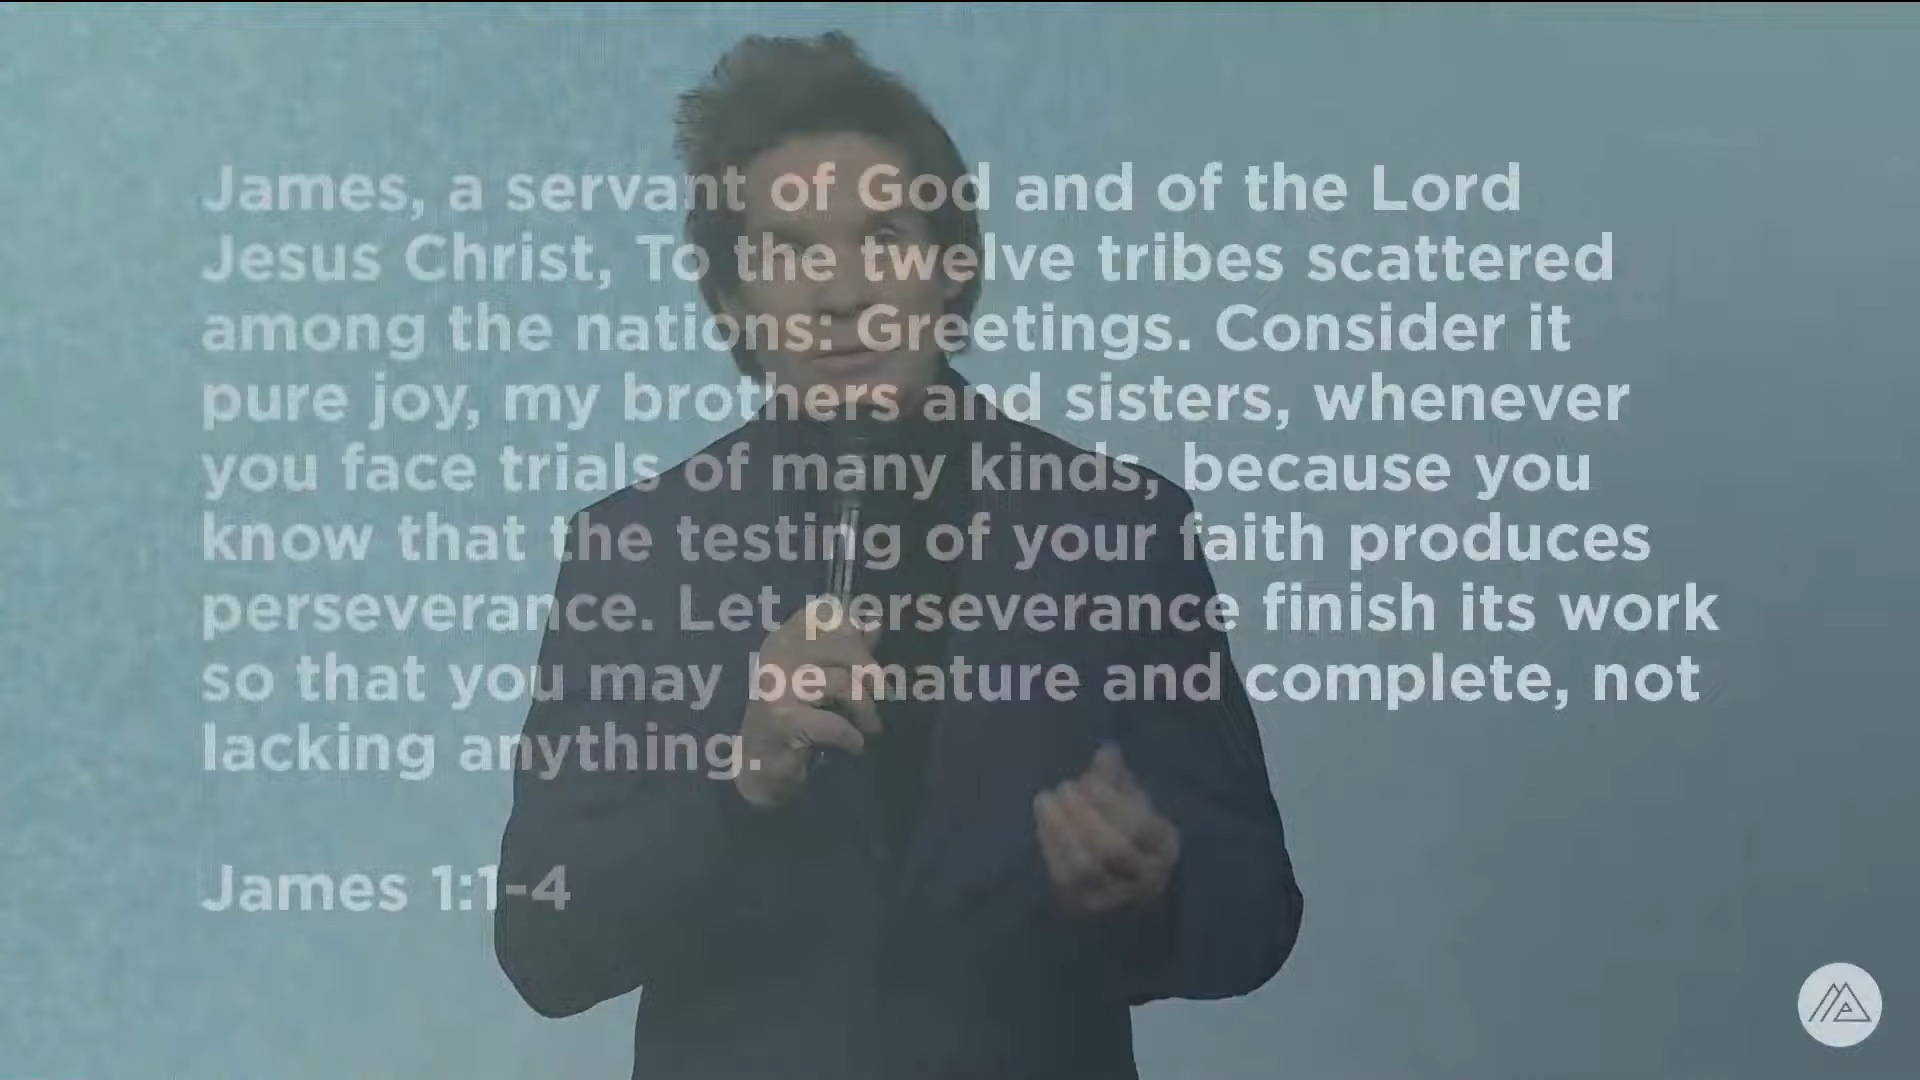 James, a servant of God and of the Lord
Jesus Christ, To the twelve tribes scattered
among the nations: Greetings. Consider it
pure joy, my brothers and sisters, whenever
you face trials of many kinds, because you
know that the testing of your faith produces
perseverance. Let perseverance finish its work
so that you may be mature and complete, not
lacking anything.
James 1:1-4